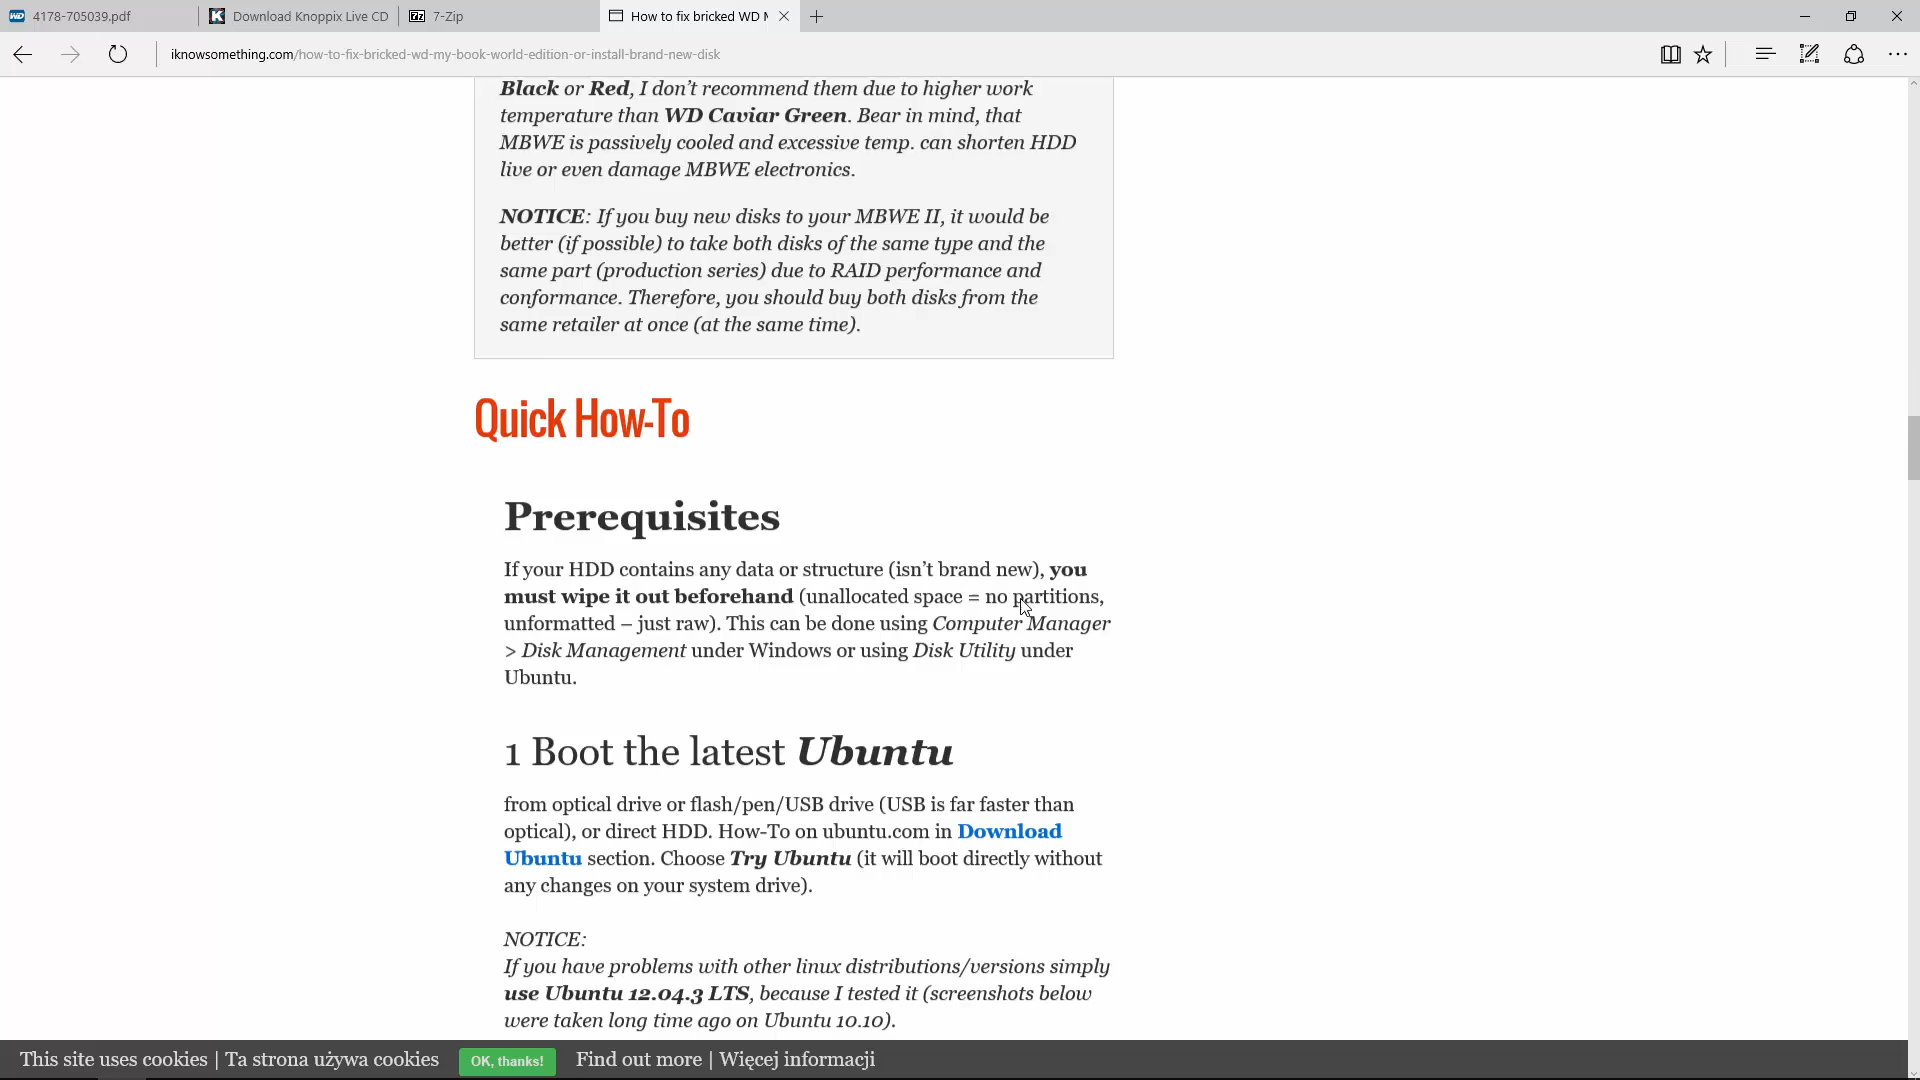 4178-705039.pdf
Download Knoppix Live CD
7-Zip
How to fix bricked WD M
iknowsomething.com/how-to-fix-bricked-wd-my-book-world-edition-or-install-brand-new-disk
Black or Red, I don't recommend them due to higher work
temperature than WD Caviar Green. Bear in mind, that
MBWE is passively cooled and excessive temp. can shorten HDD
live or even damage MBWE electronics.
NOTICE: If you buy new disks to your MBWE II, it would be
better (if possible) to take both disks of the same type and the
same part (production series) due to RAID performance and
conformance. Therefore, you should buy both disks from the
same retailer at once (at the same time).
Quick How-To
Prerequisites
If your HDD contains any data or structure (isn't brand new), you
must wipe it out beforehand (unallocated space = no partitions,
unformatted – just raw). This can be done using Computer Manager
> Disk Management under Windows or using Disk Utility under
Ubuntu.
1 Boot the latest Ubuntu
from optical drive or flash/pen/USB drive (USB is far faster than
optical), or direct HDD. How-To on ubuntu.com in Download
Ubuntu section. Choose Try Ubuntu (it will boot directly without
any changes on your system drive).
NOTICE:
If you have problems with other linux distributions/versions simply
use Ubuntu 12.04.3 LTS, because I tested it (screenshots below
were taken long time ago on Ubuntu 10.10).
This site uses cookies | Ta strona używa cookies OK, thanks! Find out more | Więcej informacji